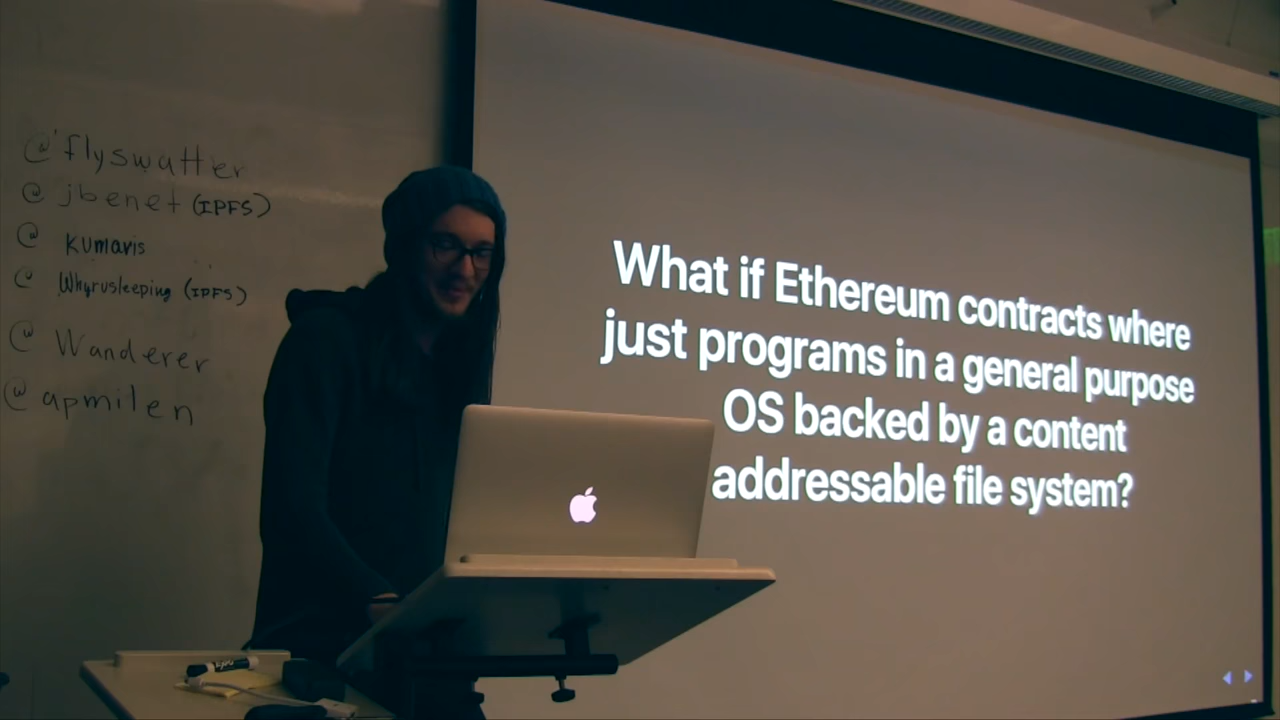 @flyswatter
@jbenet (IPFS)
@ kumavis
@ Whyrusleeping (IPFS)
@ Wanderer
@apmilen
What if Ethereum contracts where
just programs in a general purpose
OS backed by a content
addressable file system?